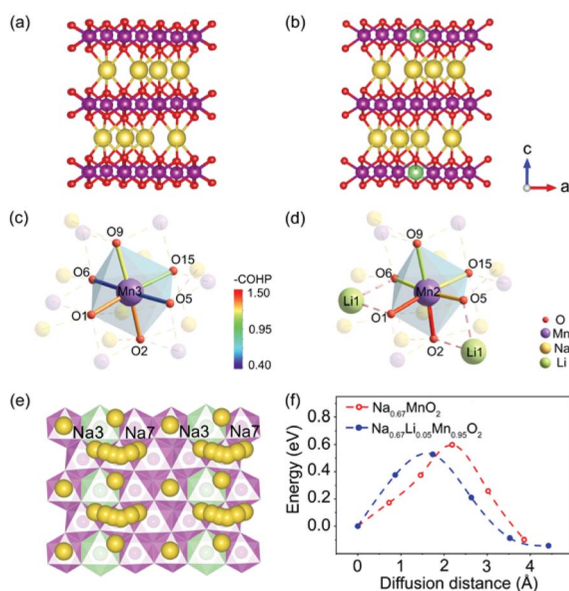 (a)
(b)
c
a
(c)
O9
O6
O15
Mn3
O1
O5
O2
-COHP
1.50
0.95
0.40
(d)
O9
O6
O15
Mn2
Li1
O1
O5
O2
Li1
O
Mn
Na
Li
(e)
Na3 Na7 Na3 Na7
(f)
Na₀.₆₇MnO₂
Na₀.₆₇Li₀.₀₅Mn₀.₉₅O₂
Energy (eV)
0.8
0.6
0.4
0.2
0.0
0 1 2 3 4 5
Diffusion distance (Å)